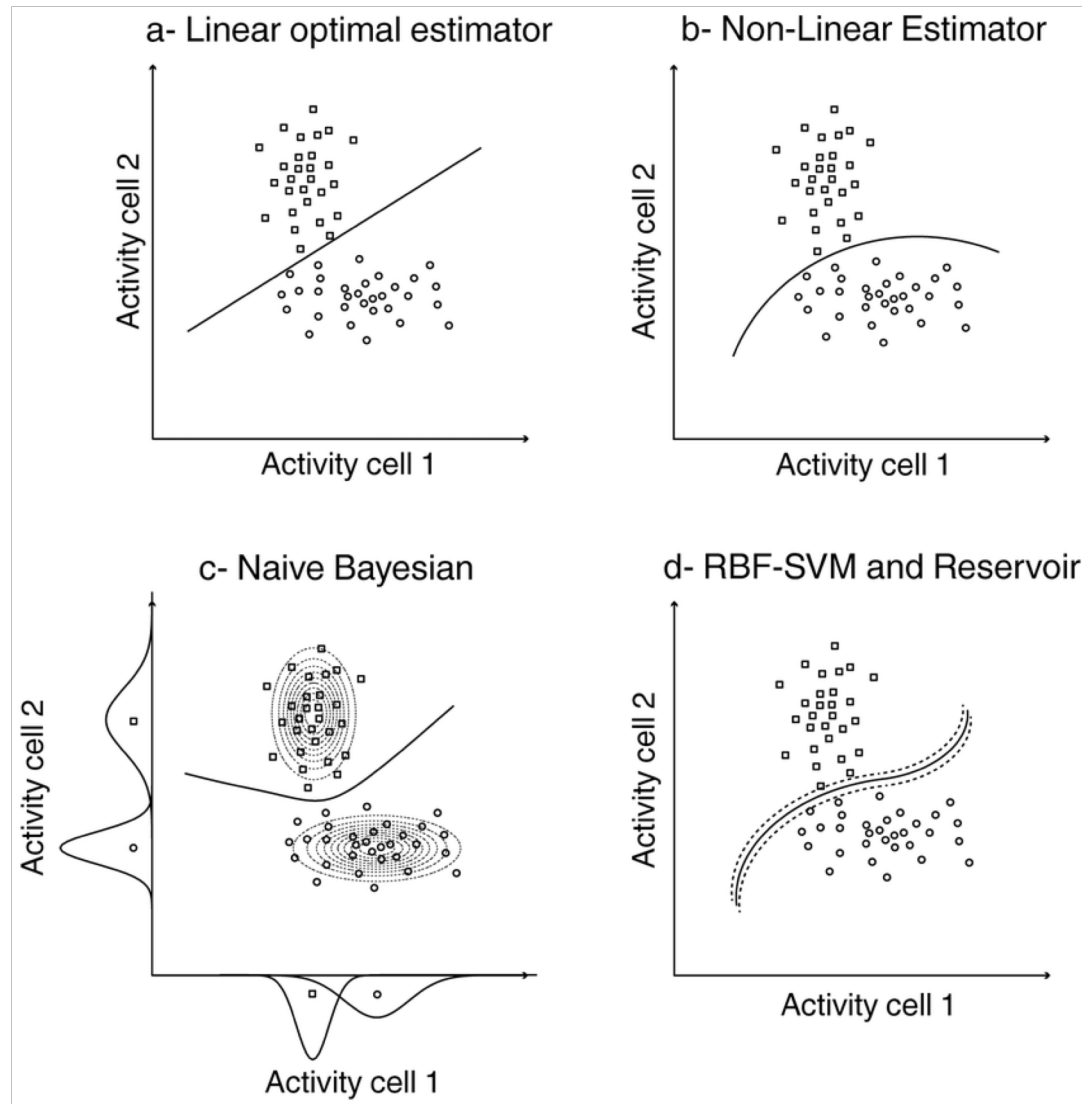 a- Linear optimal estimator
b- Non-Linear Estimator
Activity cell 2
Activity cell 2
Activity cell 1
Activity cell 1
c- Naive Bayesian
d- RBF-SVM and Reservoir
Activity cell 2
Activity cell 2
Activity cell 1
Activity cell 1